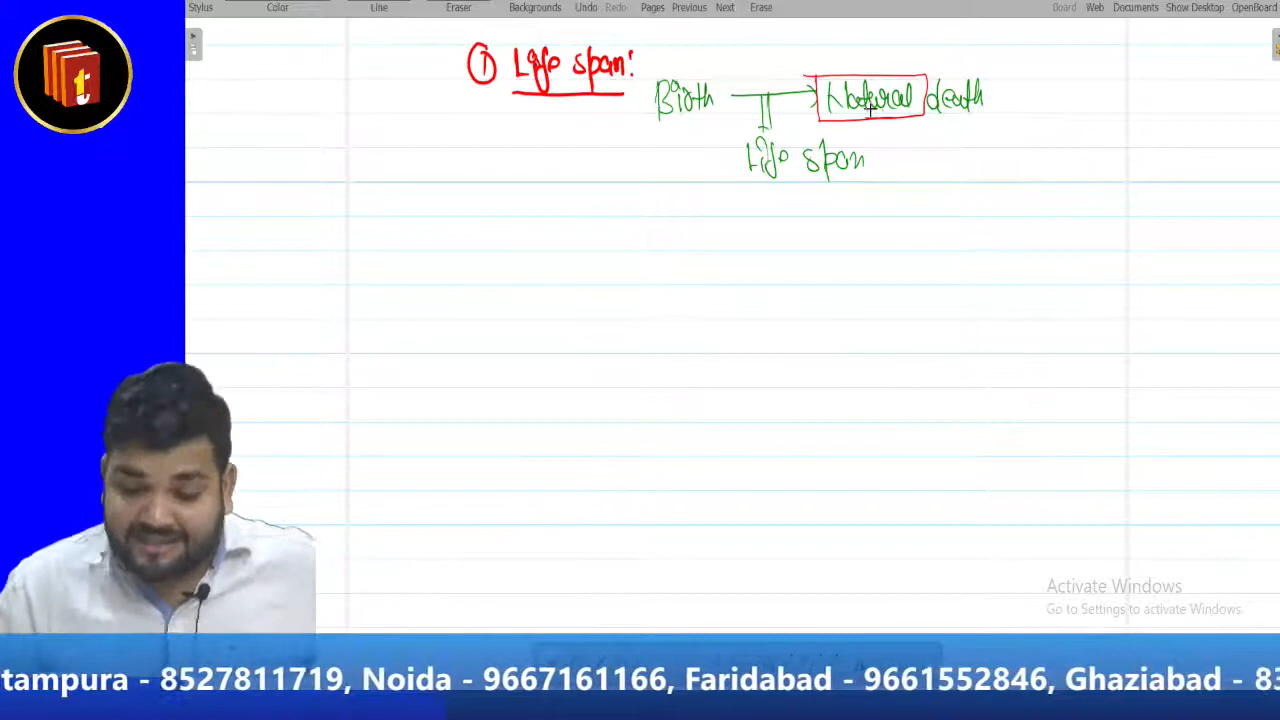 Stylus Color Line Eraser Backgrounds Undo Redo Pages Previous Next Erase Board Web Documents Show Desktop OpenBoard
t
① Life span:
Birth → Natural death
Life span
Activate Windows
Go to Settings to activate Windows.
tampura - 8527811719, Noida - 9667161166, Faridabad - 9661552846, Ghaziabad - 83